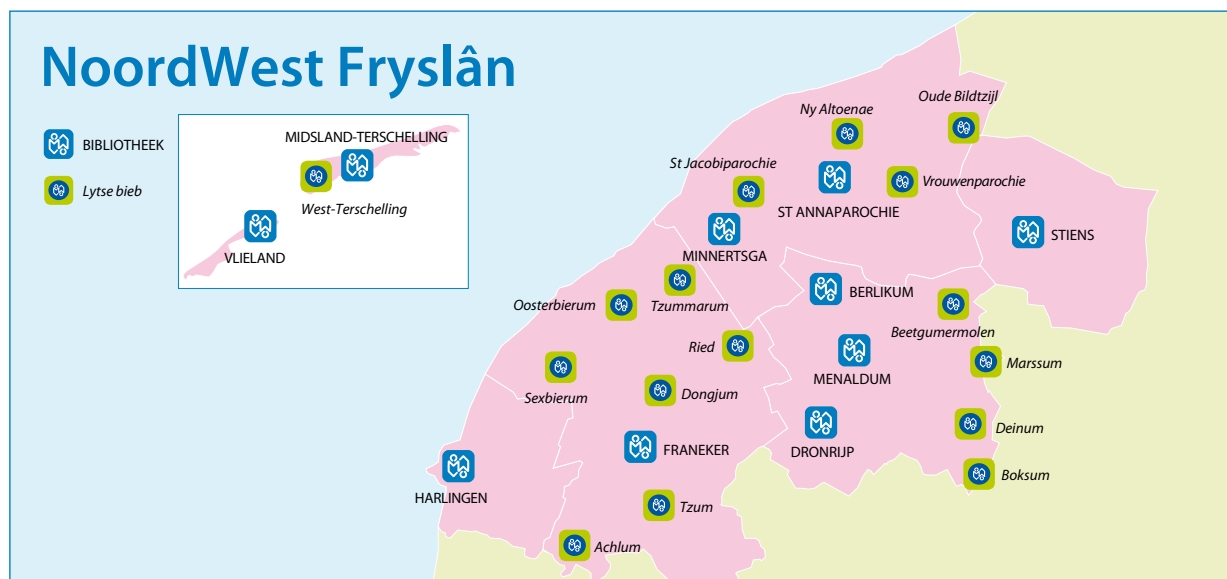 NoordWest Fryslân
BIBLIOTHEEK
Lytse bieb
MIDSLAND-TERSCHELLING
West-Terschelling
VLIELAND
Ny Altoenae
Oude Bildtzijl
St Jacobiparochie
Vrouwenparochie
ST ANNAPAROCHIE
STIENS
MINNERTSGA
BERLIKUM
Oosterbierum
Tzummarum
Beetgumermolen
Ried
Marssum
MENALDUM
Sexbierum
Dongjum
Deinum
FRANEKER
DRONRIJP
Boksum
HARLINGEN
Tzum
Achlum